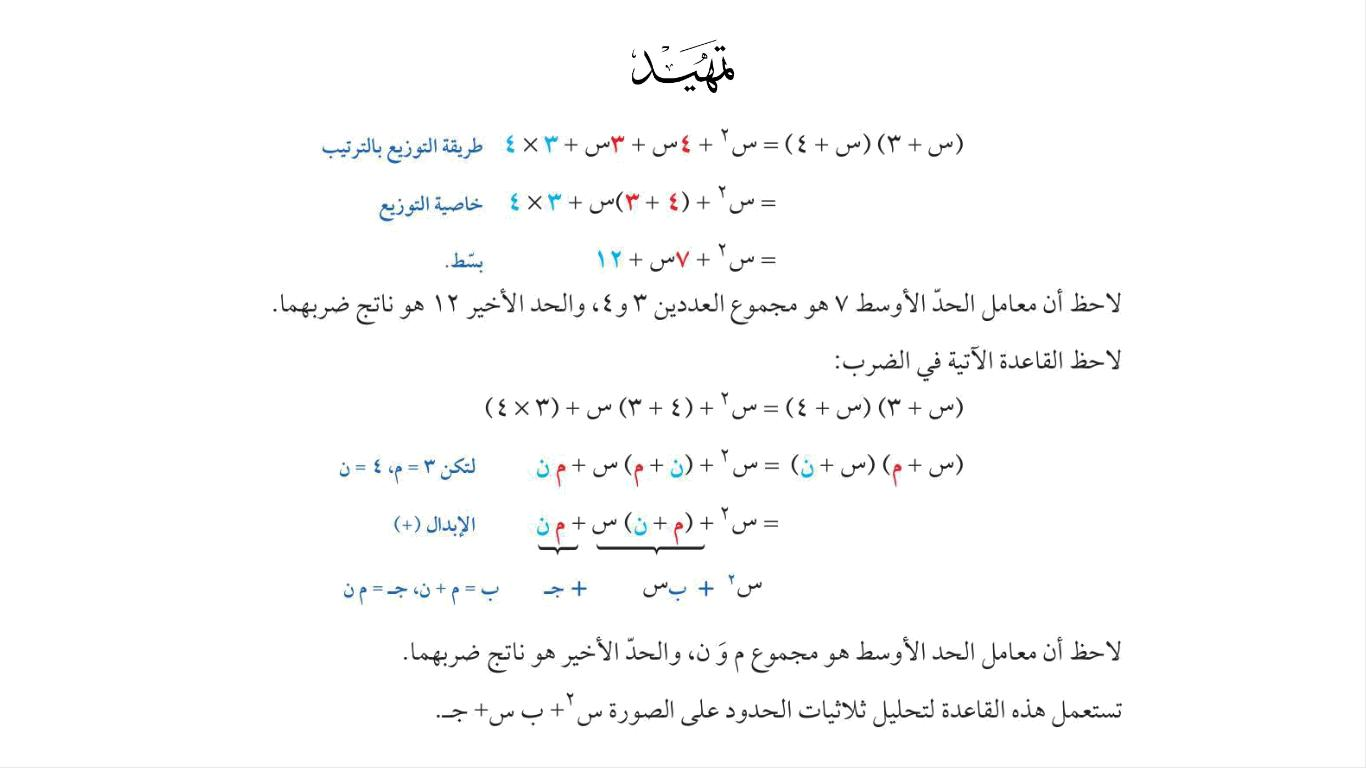 تمهيد
(س + ٣) (س + ٤) = س٢ + ٤س + ٣س + ٣ × ٤ طريقة التوزيع بالترتيب
= س٢ + (٤ + ٣)س + ٣ × ٤ خاصية التوزيع
= س٢ + ٧س + ١٢ بسّط.
لاحظ أن معامل الحدّ الأوسط ٧ هو مجموع العددين ٣ و٤، والحد الأخير ١٢ هو ناتج ضربهما.
لاحظ القاعدة الآتية في الضرب:
(س + ٣) (س + ٤) = س٢ + (٤ + ٣) س + (٣ × ٤)
(س + م) (س + ن) = س٢ + (ن + م) س + م ن لتكن ٣ = م، ٤ = ن
= س٢ + (م + ن) س + م ن الإبدال (+)
س٢ + ب س + جـ ب = م + ن، جـ = م ن
لاحظ أن معامل الحد الأوسط هو مجموع م وَ ن، والحدّ الأخير هو ناتج ضربهما.
تستعمل هذه القاعدة لتحليل ثلاثيات الحدود على الصورة س٢+ ب س+ جـ.